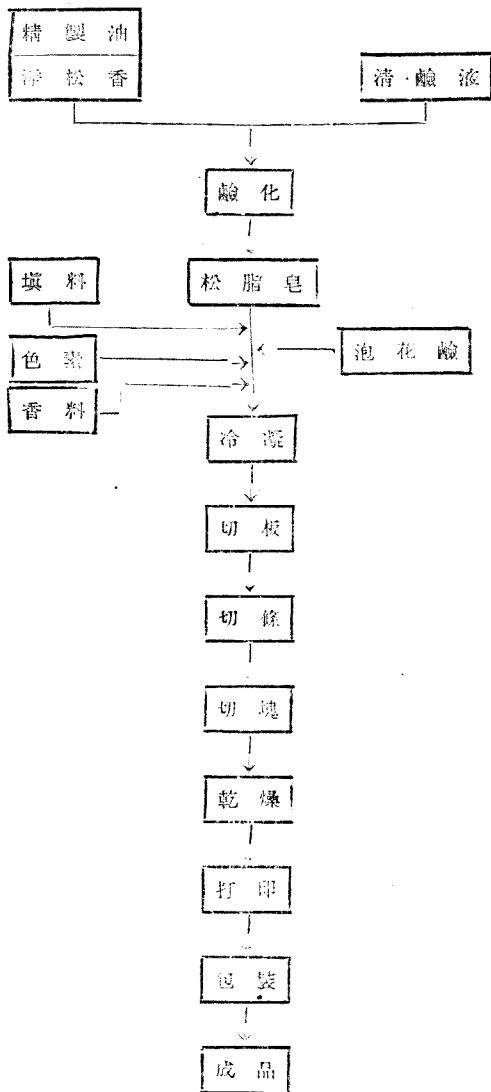 精製油
淨松香
清鹼液
鹼化
填料
松脂皂
色素
泡花鹼
香料
冷凝
切板
切條
切塊
乾燥
打印
包裝
成品